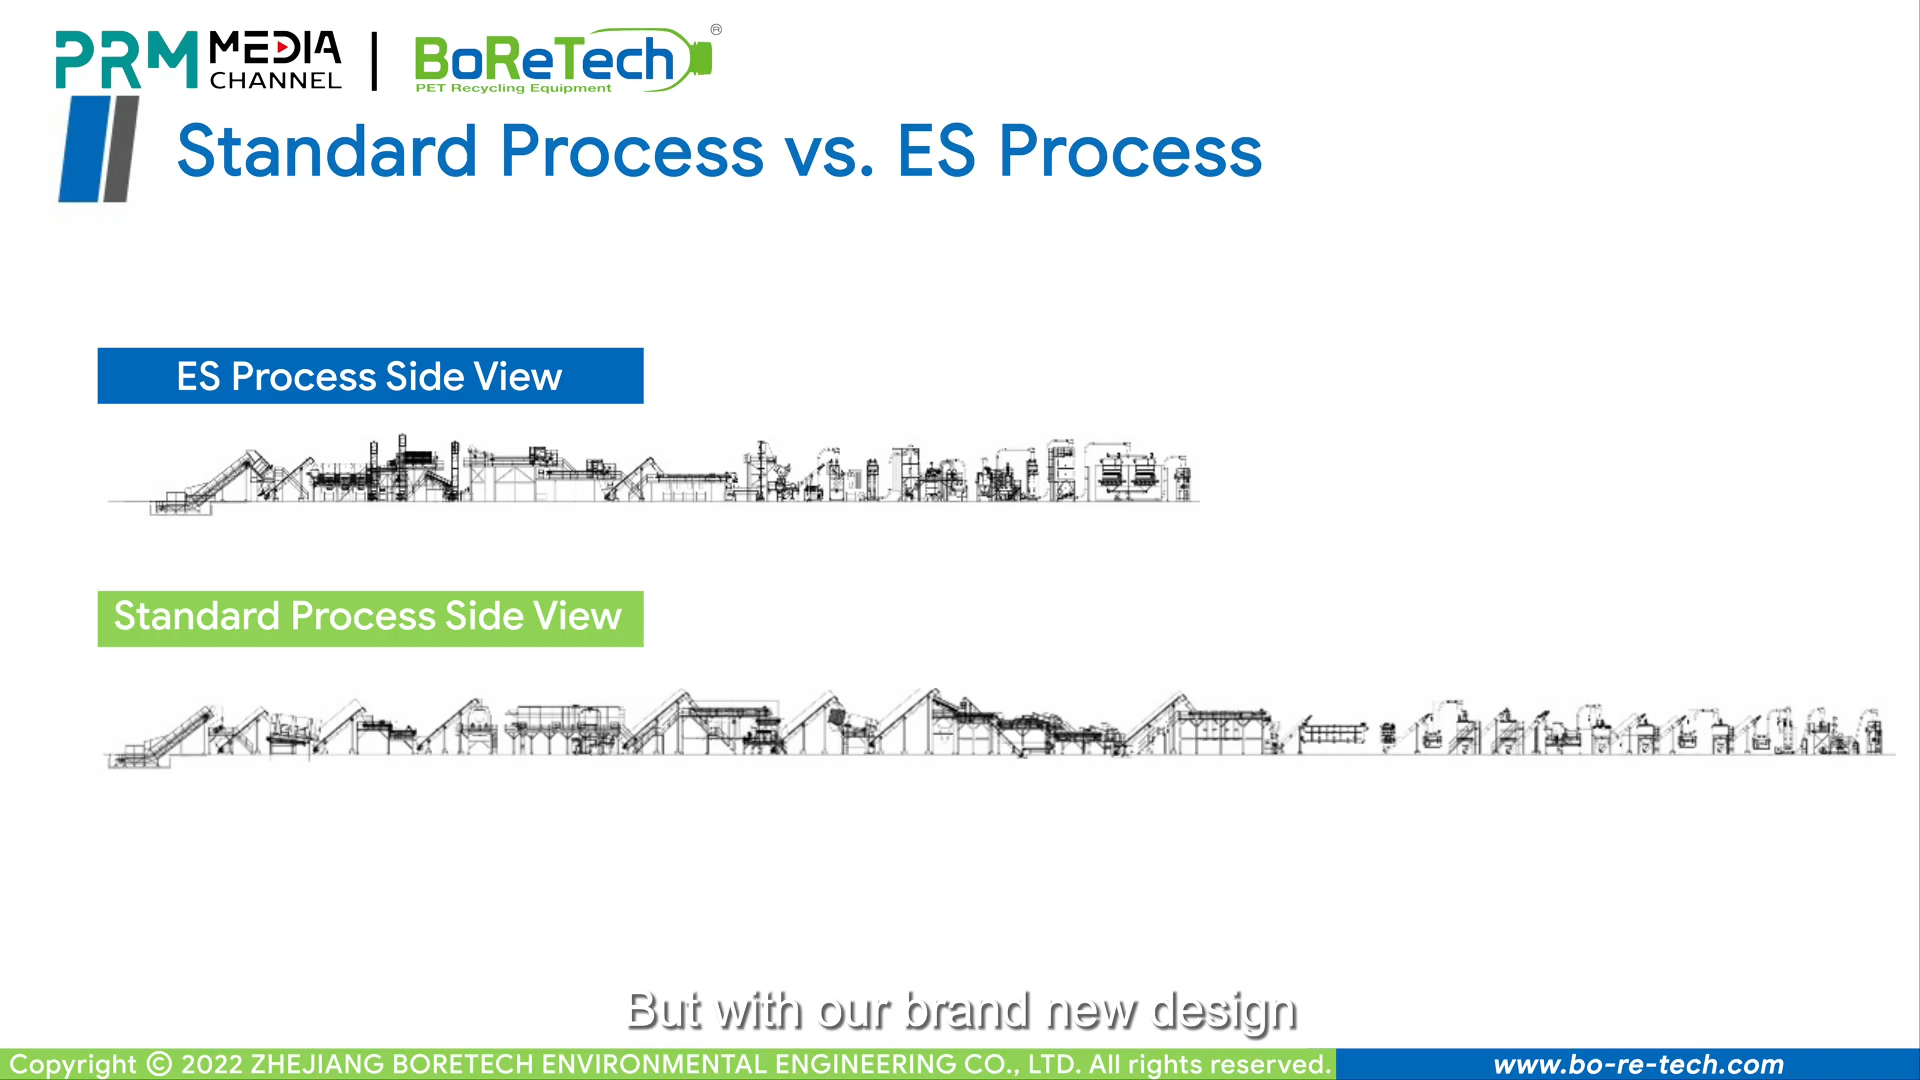 PRM MEDIA CHANNEL | BoReTech®
PET Recycling Equipment
Standard Process vs. ES Process
ES Process Side View
Standard Process Side View
But with our brand new design
Copyright © 2022 ZHEJIANG BORETECH ENVIRONMENTAL ENGINEERING CO., LTD. All rights reserved.
www.bo-re-tech.com